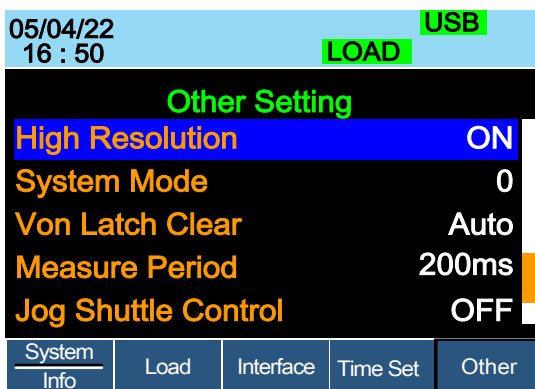 05/04/22
USB
16 : 50
LOAD
Other Setting
High Resolution ON
System Mode 0
Von Latch Clear Auto
Measure Period 200ms
Jog Shuttle Control OFF
System
Info
Load
Interface
Time Set
Other